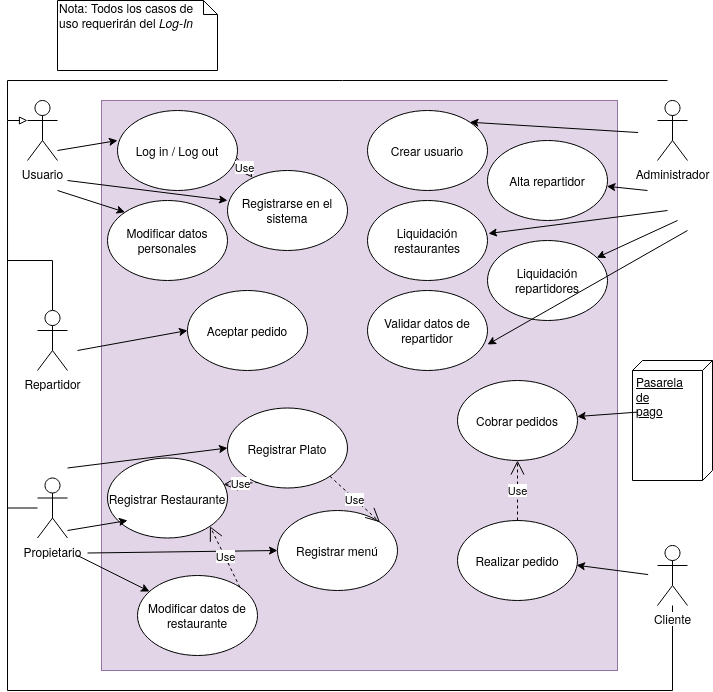 Nota: Todos los casos de
uso requerirán del Log-In
Usuario
Log in / Log out
Use
Registrarse en el
sistema
Modificar datos
personales
Crear usuario
Alta repartidor
Administrador
Liquidación
restaurantes
Liquidación
repartidores
Validar datos de
repartidor
Aceptar pedido
Repartidor
Pasarela
de
pago
Cobrar pedidos
Registrar Plato
Use
Registrar Restaurante
Use
Use
Propietario
Registrar menú
Use
Realizar pedido
Modificar datos de
restaurante
Cliente